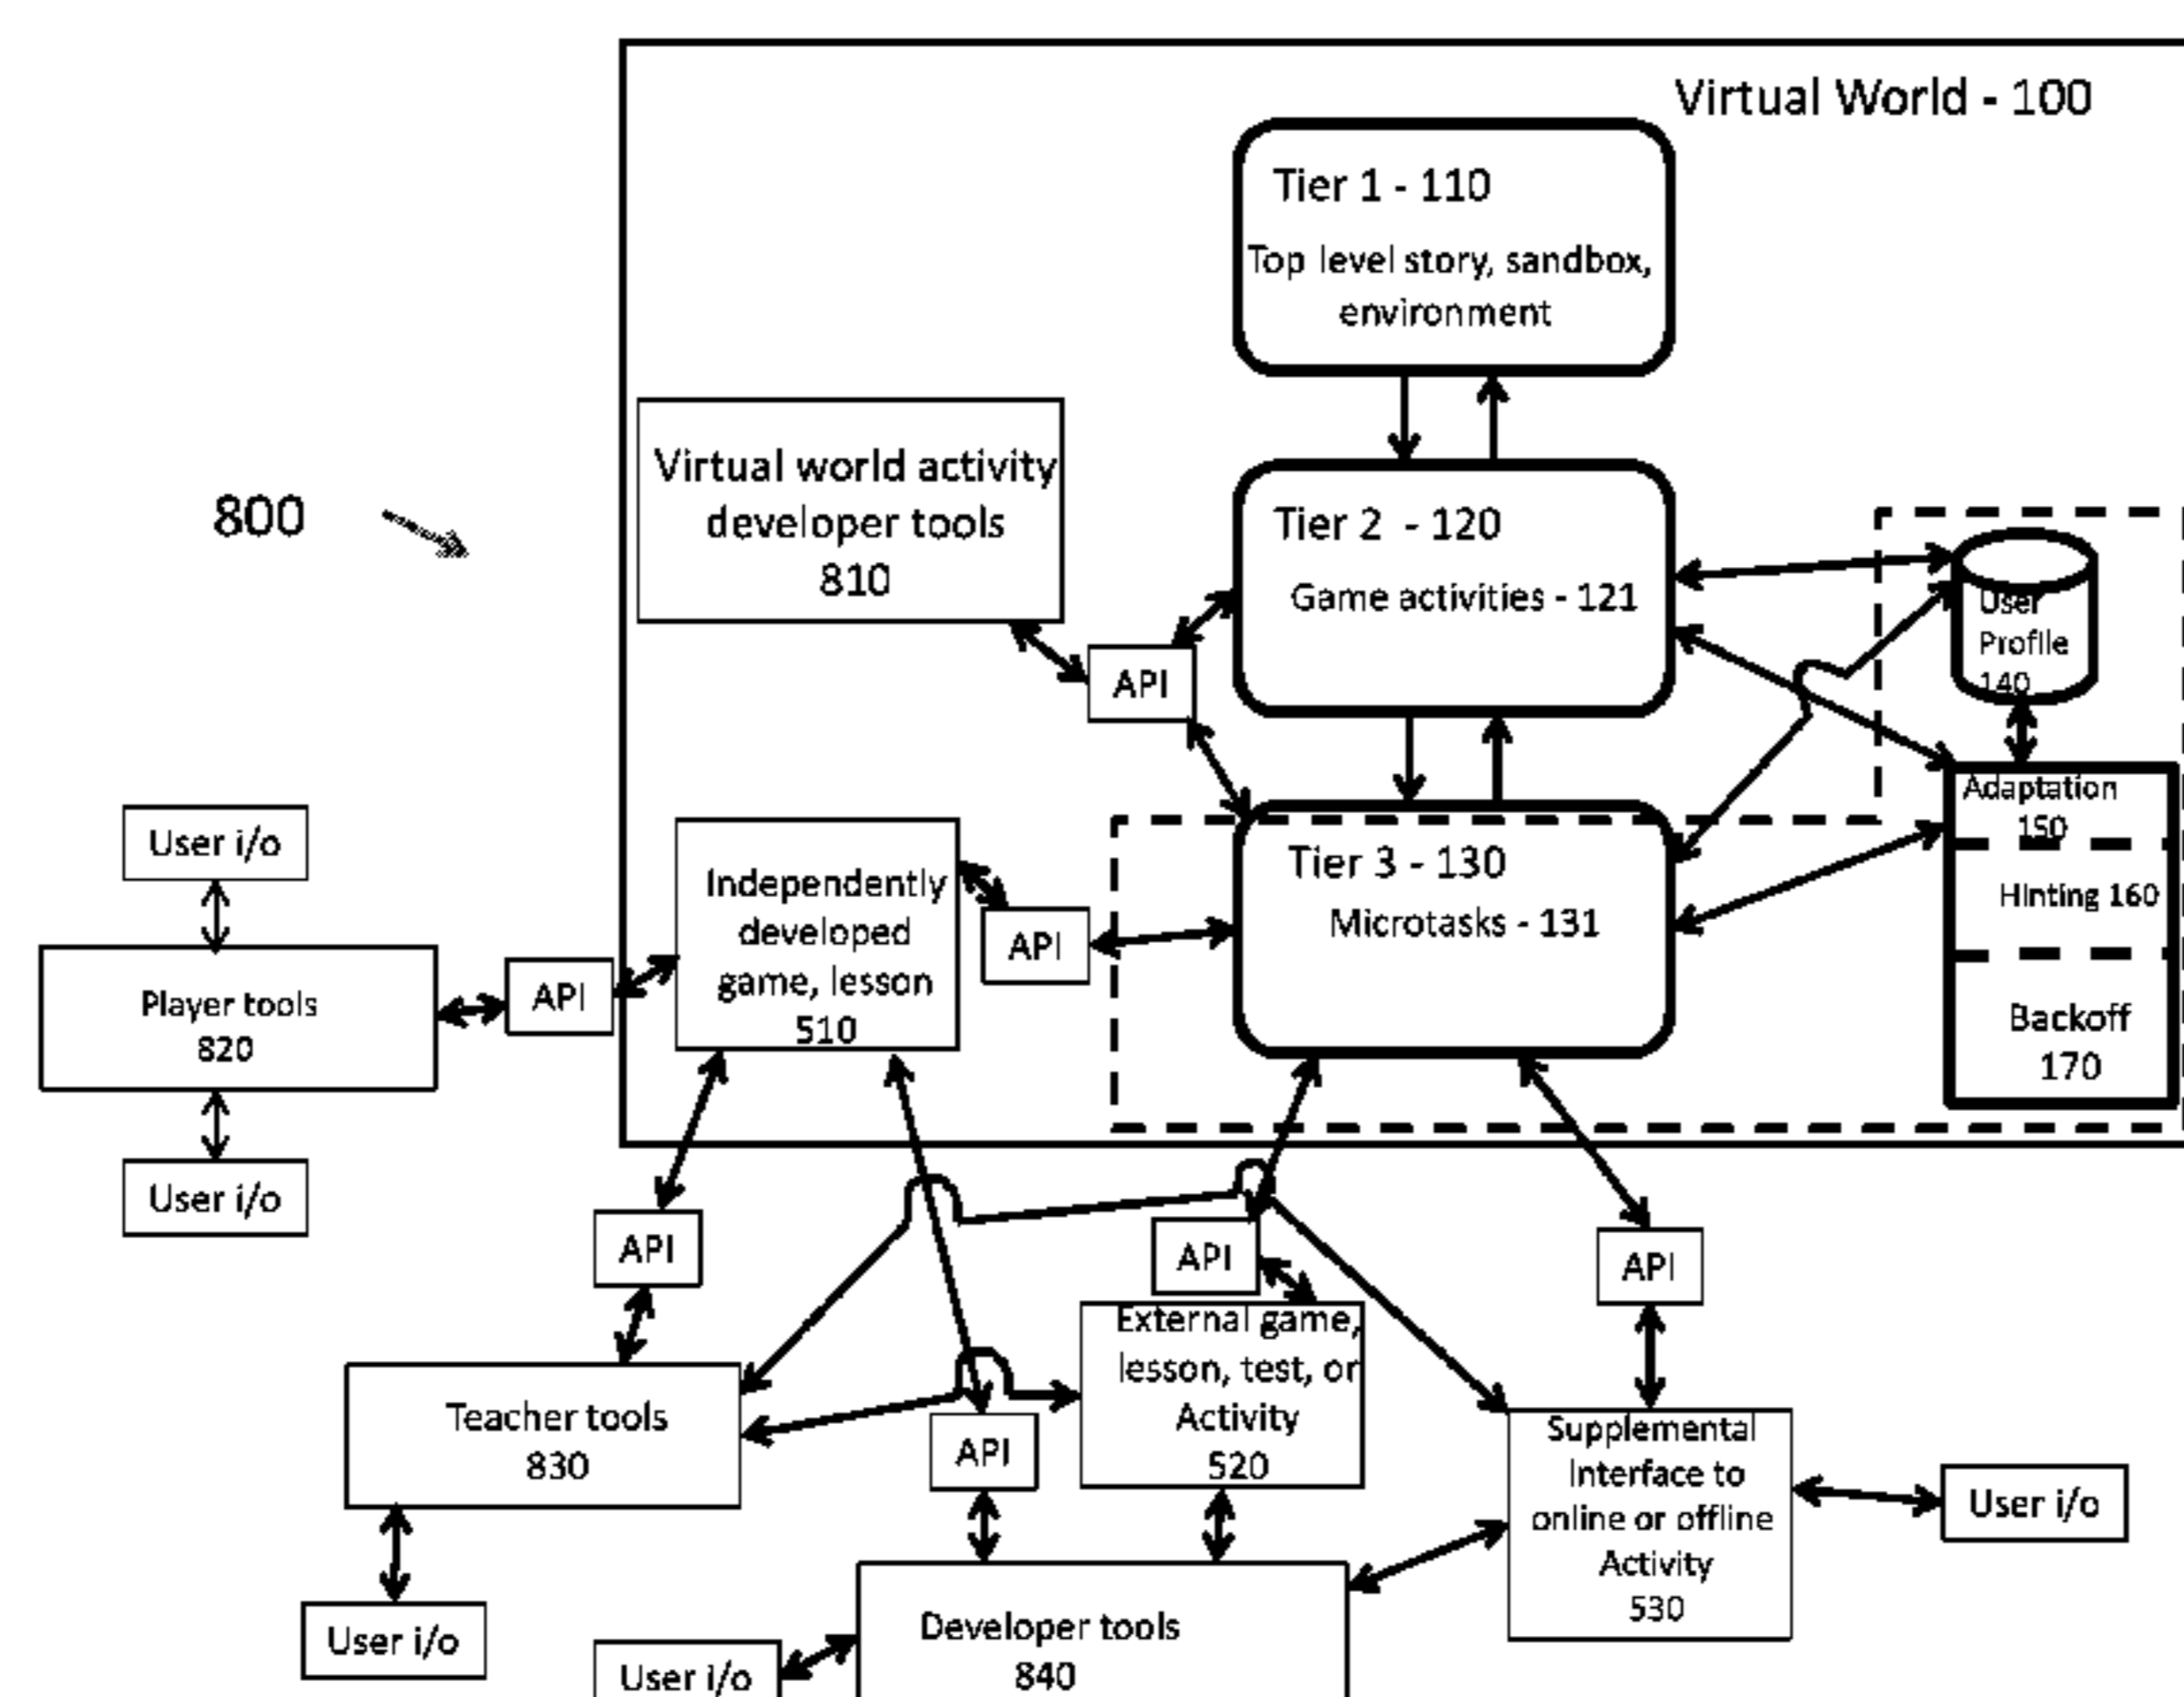 Virtual World - 100
Tier 1 - 110
Top level story, sandbox,
environment
Virtual world activity
developer tools
810
800
Tier 2 - 120
Game activities - 121
User
Profile
140
API
Adaptation
150
Hinting 160
Backoff
170
User i/o
Independently
developed
game, lesson
510
Tier 3 - 130
Microtasks - 131
API
Player tools
820
API
User i/o
API
API
API
External game,
lesson, test, or
Activity
520
Teacher tools
830
API
Supplemental
Interface to
online or offline
Activity
530
User i/o
User i/o
User i/o
Developer tools
840